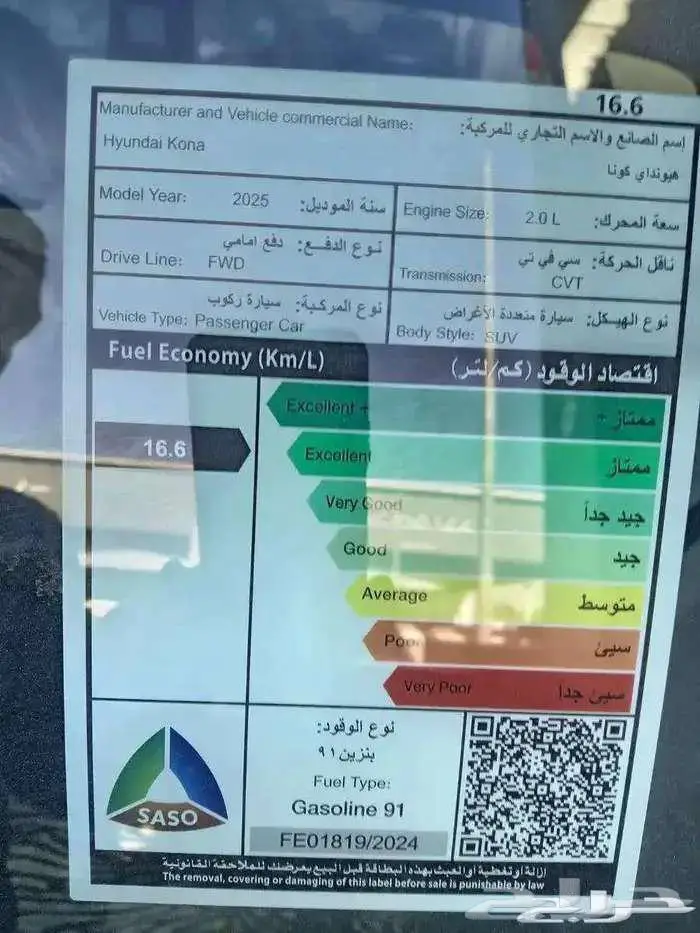 16.6
Manufacturer and Vehicle commercial Name: إسم الصانع والاسم التجاري للمركبة:
Hyundai Kona هيونداي كونا
Model Year: 2025 سنة الموديل:
Engine Size: 2.0 L سعة المحرك:
نوع الدفع: دفع امامي
Drive Line: FWD
ناقل الحركة: سي في تي
Transmission: CVT
نوع المركبة: سيارة ركوب
Vehicle Type: Passenger Car
نوع الهيكل: سيارة متعددة الأغراض
Body Style: SUV
Fuel Economy (Km/L) اقتصاد الوقود (كم/لتر)
Excellent + ممتاز +
16.6
Excellent ممتاز
Very Good جيد جداً
Good جيد
Average متوسط
Poor سيئ
Very Poor سيئ جداً
SASO
نوع الوقود:
بنزين ٩١
Fuel Type:
Gasoline 91
FE01819/2024
إزالة أو تغطية أو العبث بهذه البطاقة قبل البيع يعرضك للملاحقة القانونية
The removal, covering or damaging of this label before sale is punishable by law
حراج